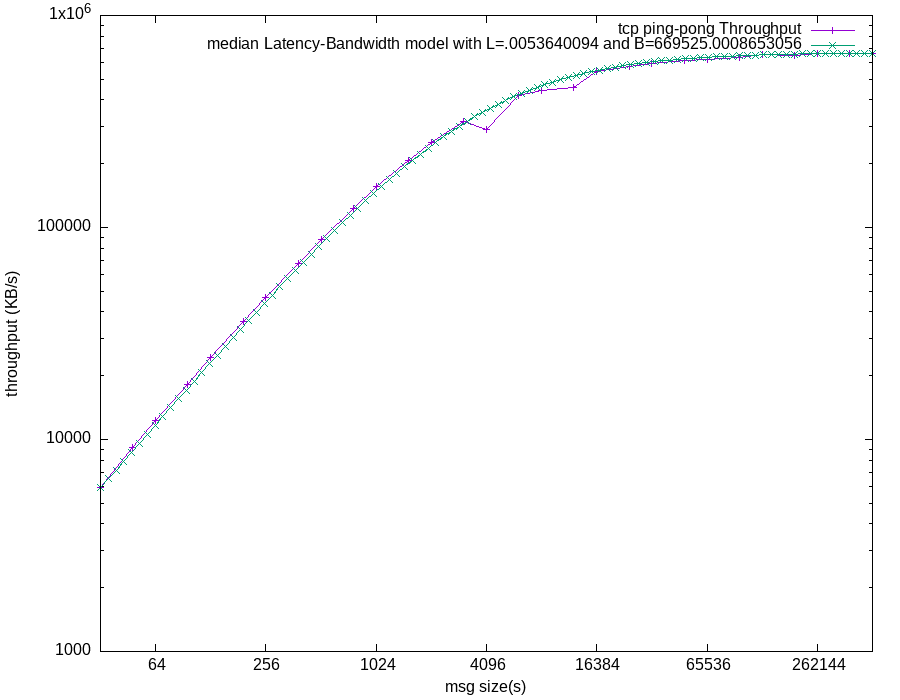 1x10^6
100000
10000
1000
throughput (KB/s)
tcp ping-pong Throughput
median Latency-Bandwidth model with L=.0053640094 and B=669525.0008653056
64 256 1024 4096 16384 65536 262144
msg size(s)